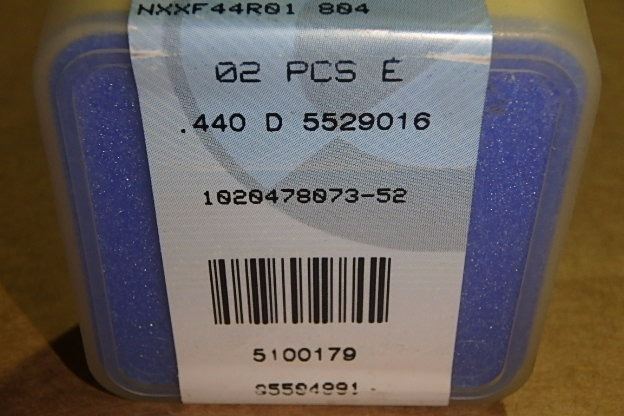 NXXF44R01 804
02 PCS E
.440 D 5529016
1020478073-52
5100179